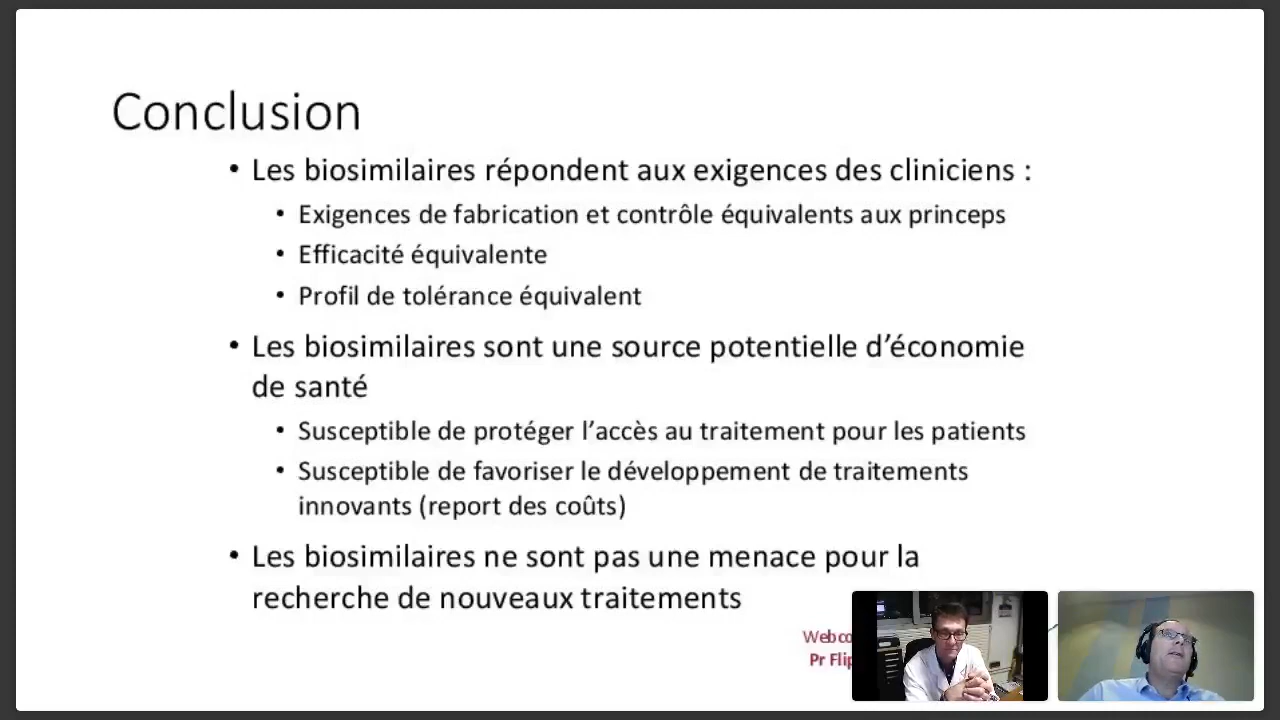 Conclusion
• Les biosimilaires répondent aux exigences des cliniciens :
• Exigences de fabrication et contrôle équivalents aux princeps
• Efficacité équivalente
• Profil de tolérance équivalent
• Les biosimilaires sont une source potentielle d’économie
de santé
• Susceptible de protéger l’accès au traitement pour les patients
• Susceptible de favoriser le développement de traitements
innovants (report des coûts)
• Les biosimilaires ne sont pas une menace pour la
recherche de nouveaux traitements
Pr